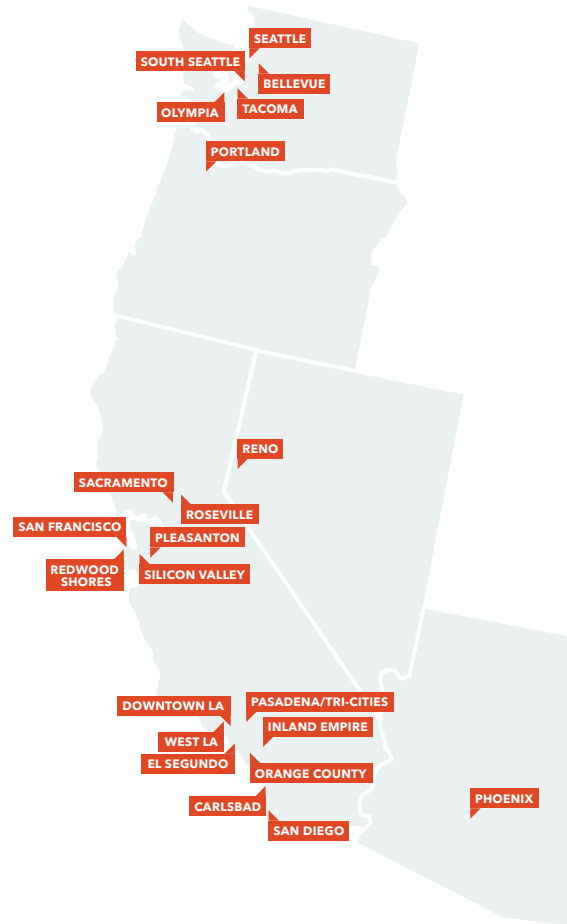 SEATTLE
SOUTH SEATTLE
BELLEVUE
OLYMPIA
TACOMA
PORTLAND
RENO
SACRAMENTO
ROSEVILLE
SAN FRANCISCO
PLEASANTON
REDWOOD
SHORES
SILICON VALLEY
PASADENA/TRI-CITIES
DOWNTOWN LA
INLAND EMPIRE
WEST LA
EL SEGUNDO
ORANGE COUNTY
PHOENIX
CARLSBAD
SAN DIEGO